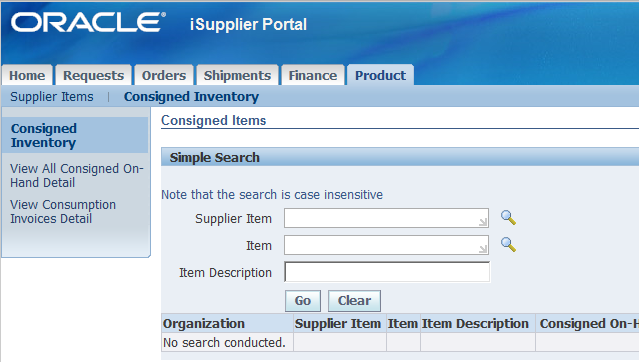 ORACLE® iSupplier Portal
Home Requests Orders Shipments Finance Product
Supplier Items | Consigned Inventory
Consigned
Inventory
View All Consigned On-
Hand Detail
View Consumption
Invoices Detail
Consigned Items
Simple Search
Note that the search is case insensitive
Supplier Item
Item
Item Description
Go Clear
Organization Supplier Item Item Item Description Consigned On-H
No search conducted.